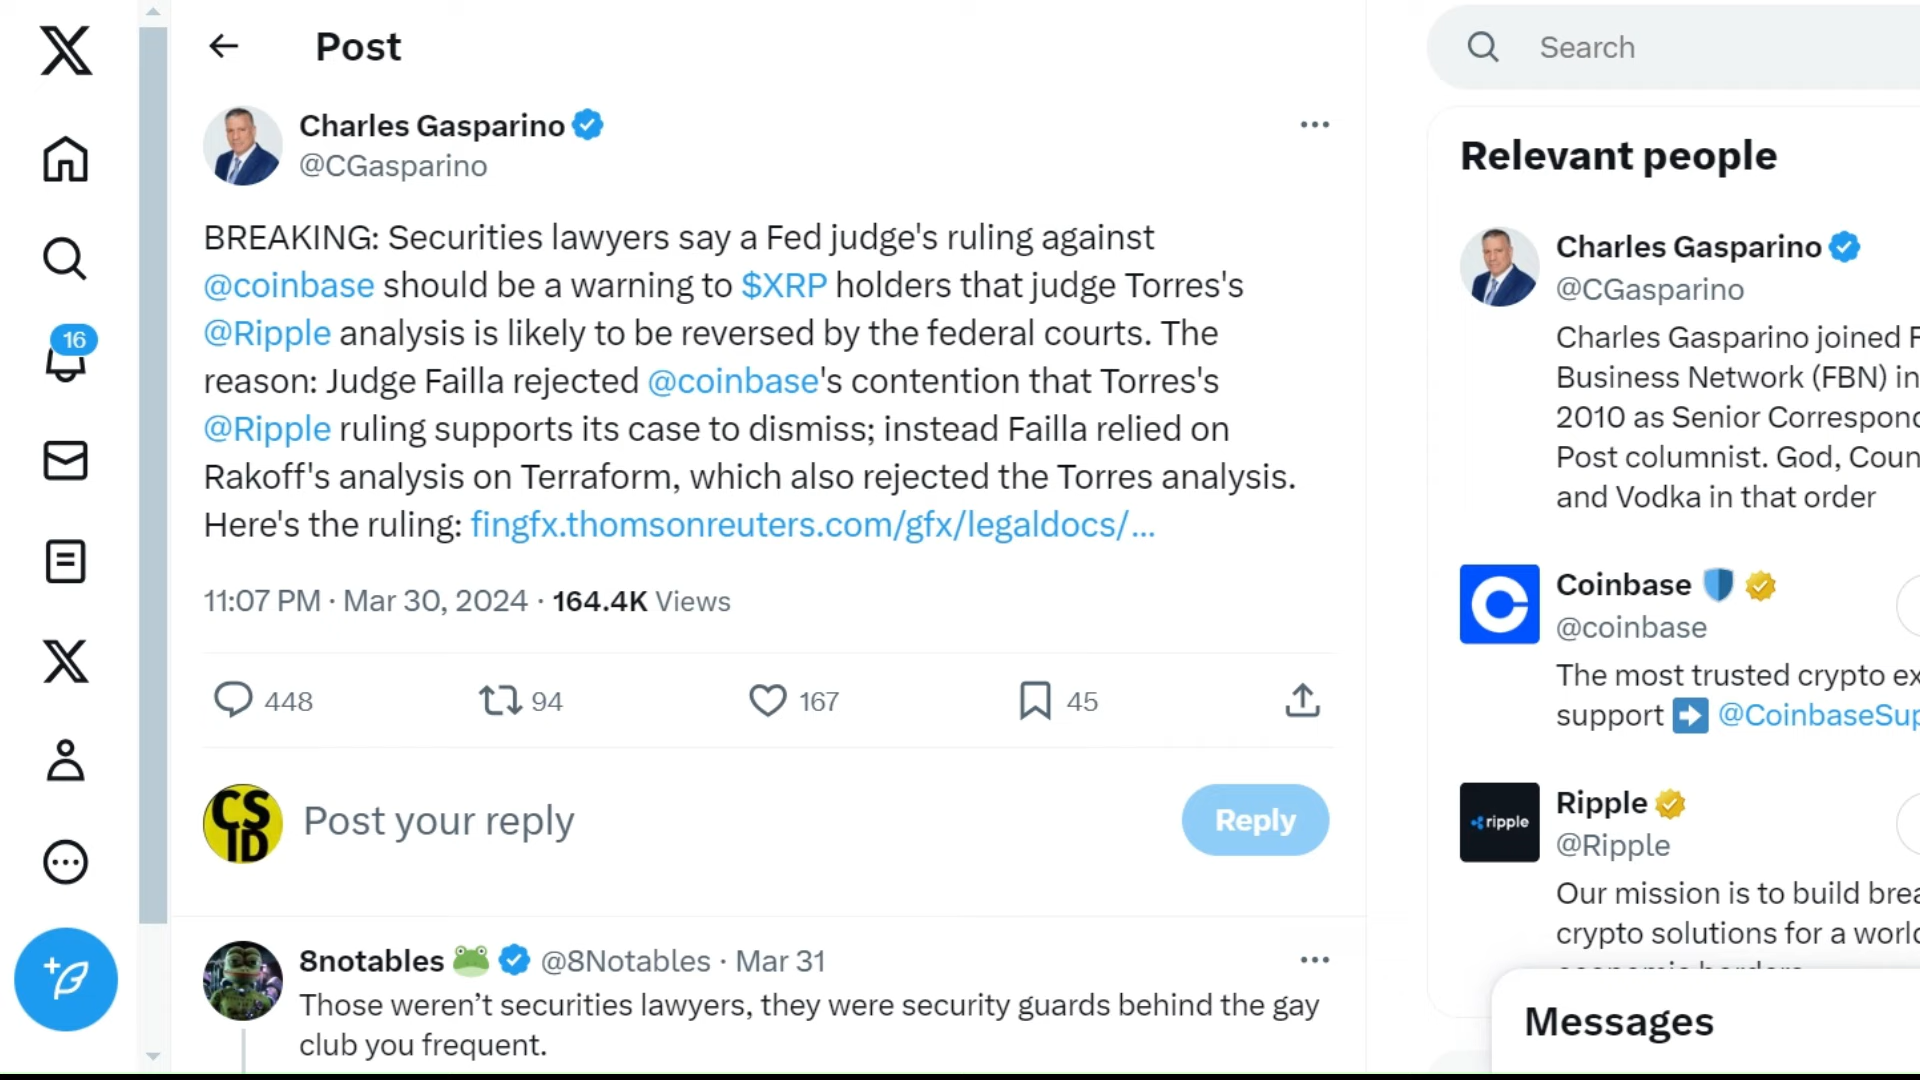 Post
Search
Charles Gasparino
@CGasparino
BREAKING: Securities lawyers say a Fed judge's ruling against
@coinbase should be a warning to $XRP holders that judge Torres's
@Ripple analysis is likely to be reversed by the federal courts. The
reason: Judge Failla rejected @coinbase's contention that Torres's
@Ripple ruling supports its case to dismiss; instead Failla relied on
Rakoff's analysis on Terraform, which also rejected the Torres analysis.
Here's the ruling: fingfx.thomsonreuters.com/gfx/legaldocs/...
11:07 PM · Mar 30, 2024 · 164.4K Views
448 94 167 45
CS
ID
Post your reply
Reply
8notables @8Notables · Mar 31
Those weren’t securities lawyers, they were security guards behind the gay
club you frequent.
16
Relevant people
Charles Gasparino
@CGasparino
Charles Gasparino joined F
Business Network (FBN) in
2010 as Senior Correspond
Post columnist. God, Coun
and Vodka in that order
Coinbase
@coinbase
The most trusted crypto ex
support @CoinbaseSup
ripple
Ripple
@Ripple
Our mission is to build brea
crypto solutions for a world
Messages